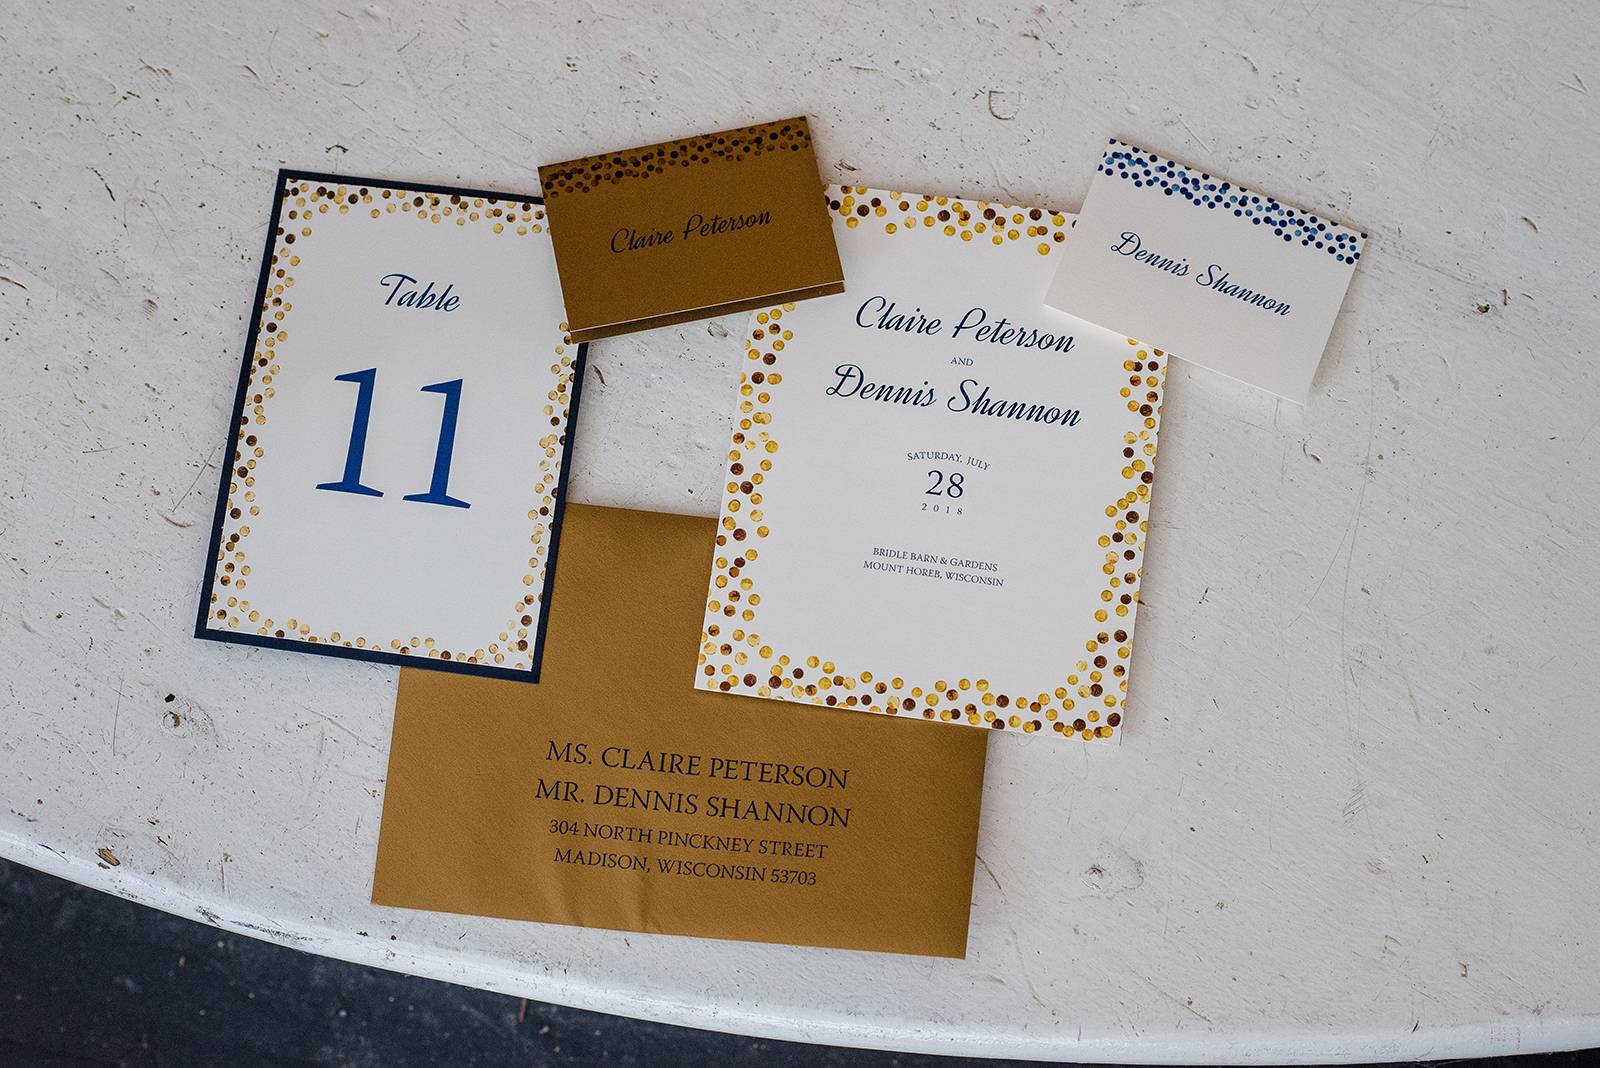 Table
11
Claire Peterson
Claire Peterson
AND
Dennis Shannon
SATURDAY, JULY
28
2018
BRIDLE BARN & GARDENS
MOUNT HOREB, WISCONSIN
Dennis Shannon
MS. CLAIRE PETERSON
MR. DENNIS SHANNON
304 NORTH PINCKNEY STREET
MADISON, WISCONSIN 53703